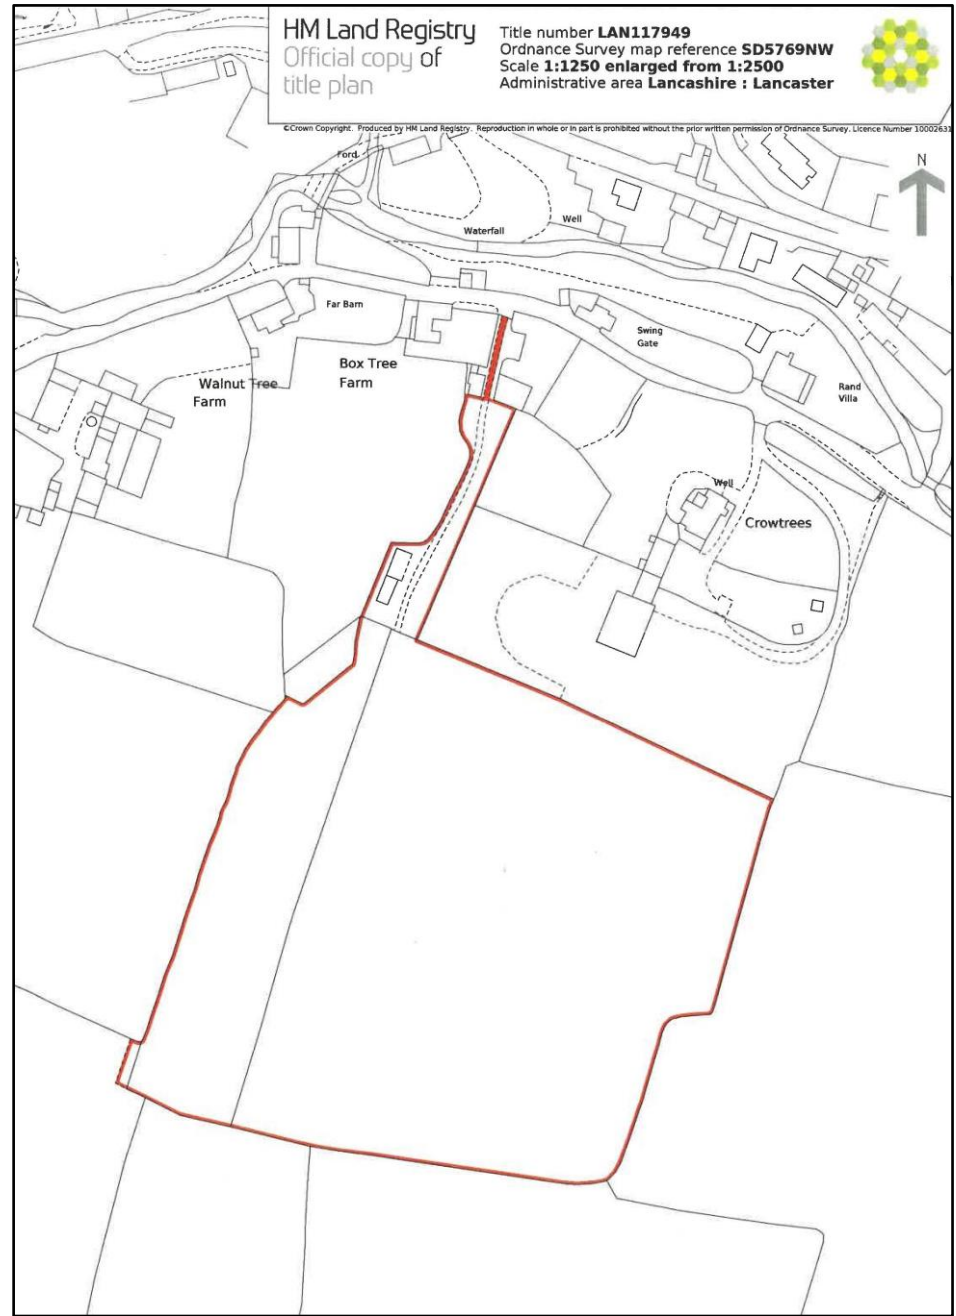 HM Land Registry
Official copy of
title plan
Title number LAN117949
Ordnance Survey map reference SD5769NW
Scale 1:1250 enlarged from 1:2500
Administrative area Lancashire : Lancaster
©Crown Copyright. Produced by HM Land Registry. Reproduction in whole or in part is prohibited without the prior written permission of Ordnance Survey. Licence Number 10002631
N
Ford
Well
Waterfall
Far Barn
Swing
Gate
Box Tree
Farm
Walnut Tree
Farm
Rand
Villa
Well
Crowtrees